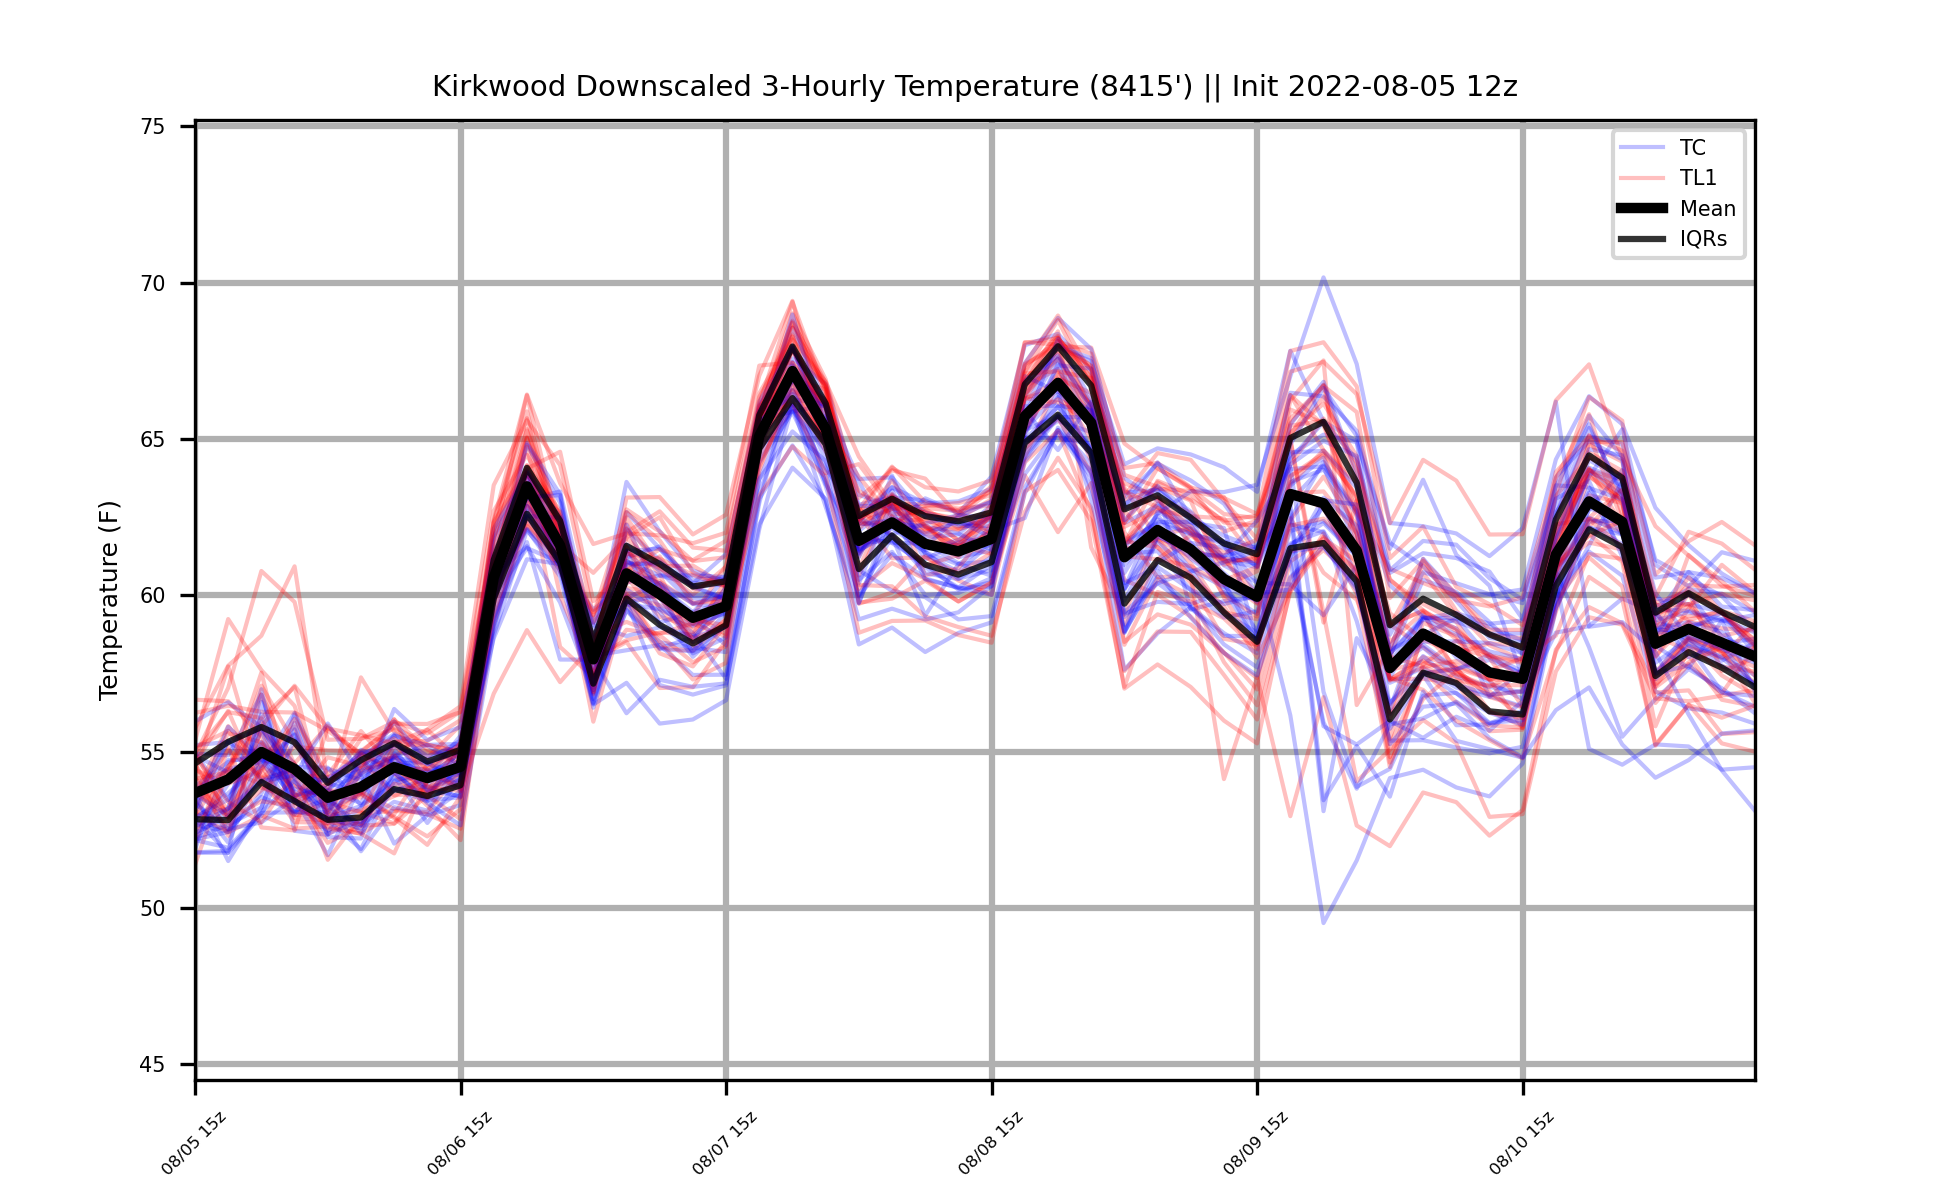 Kirkwood Downscaled 3-Hourly Temperature (8415') || Init 2022-08-05 12z
75
70
65
60
55
50
45
Temperature (F)
TC
TL1
Mean
IQRs
08/05 15z
08/06 15z
08/07 15z
08/08 15z
08/09 15z
08/10 15z